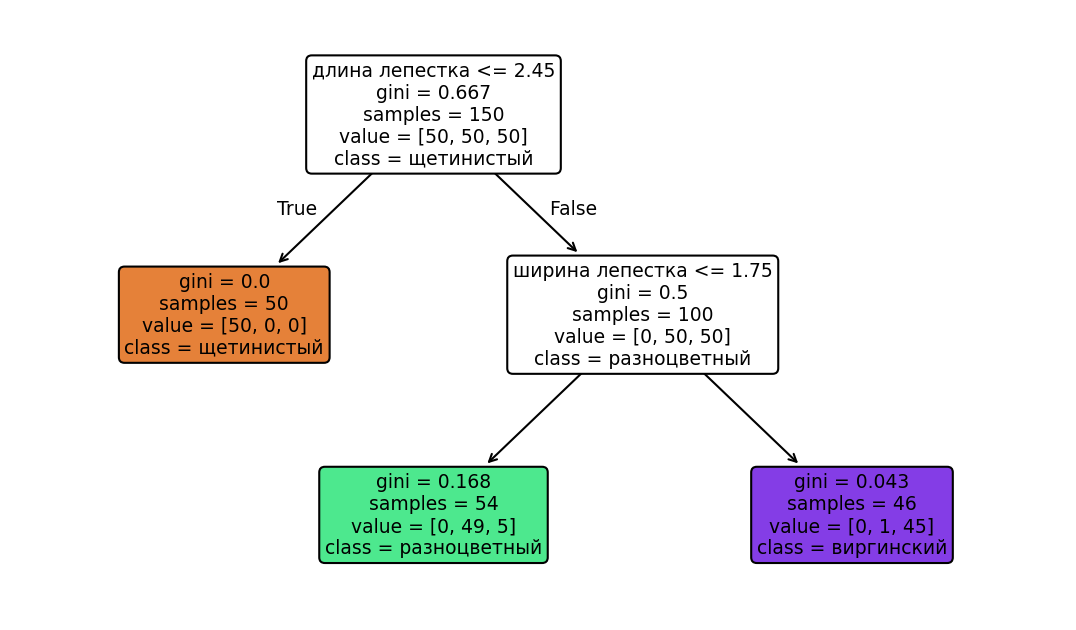 длина лепестка <= 2.45
gini = 0.667
samples = 150
value = [50, 50, 50]
class = щетинистый
True
False
gini = 0.0
samples = 50
value = [50, 0, 0]
class = щетинистый
ширина лепестка <= 1.75
gini = 0.5
samples = 100
value = [0, 50, 50]
class = разноцветный
gini = 0.168
samples = 54
value = [0, 49, 5]
class = разноцветный
gini = 0.043
samples = 46
value = [0, 1, 45]
class = виргинский